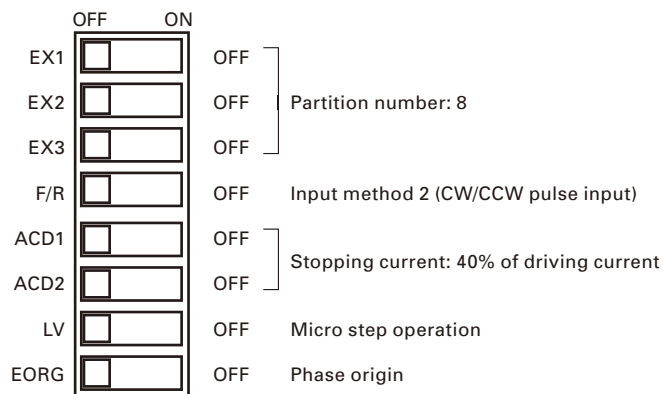 OFF ON
EX1 OFF
EX2 OFF Partition number: 8
EX3 OFF
F/R OFF Input method 2 (CW/CCW pulse input)
ACD1 OFF
Stopping current: 40% of driving current
ACD2 OFF
LV OFF Micro step operation
EORG OFF Phase origin